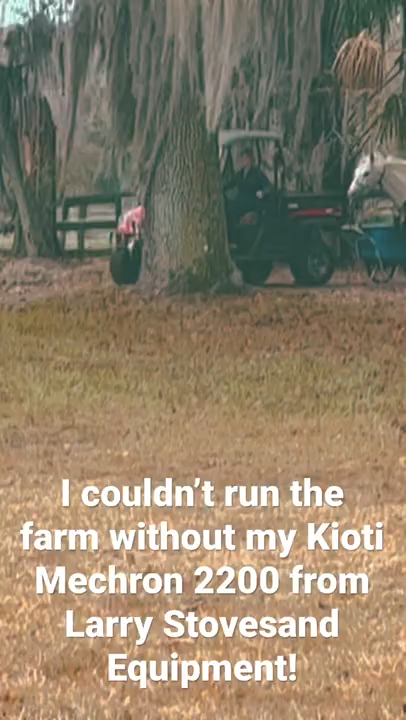 I couldn’t run the
farm without my Kioti
Mechron 2200 from
Larry Stovesand
Equipment!